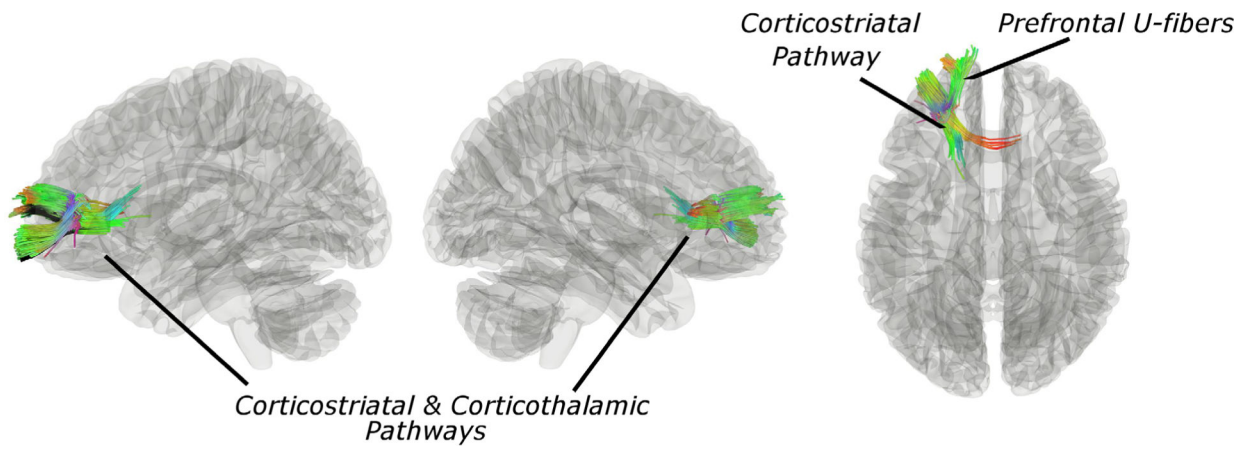 Corticostriatal
Pathway
Prefrontal U-fibers
Corticostriatal & Corticothalamic
Pathways